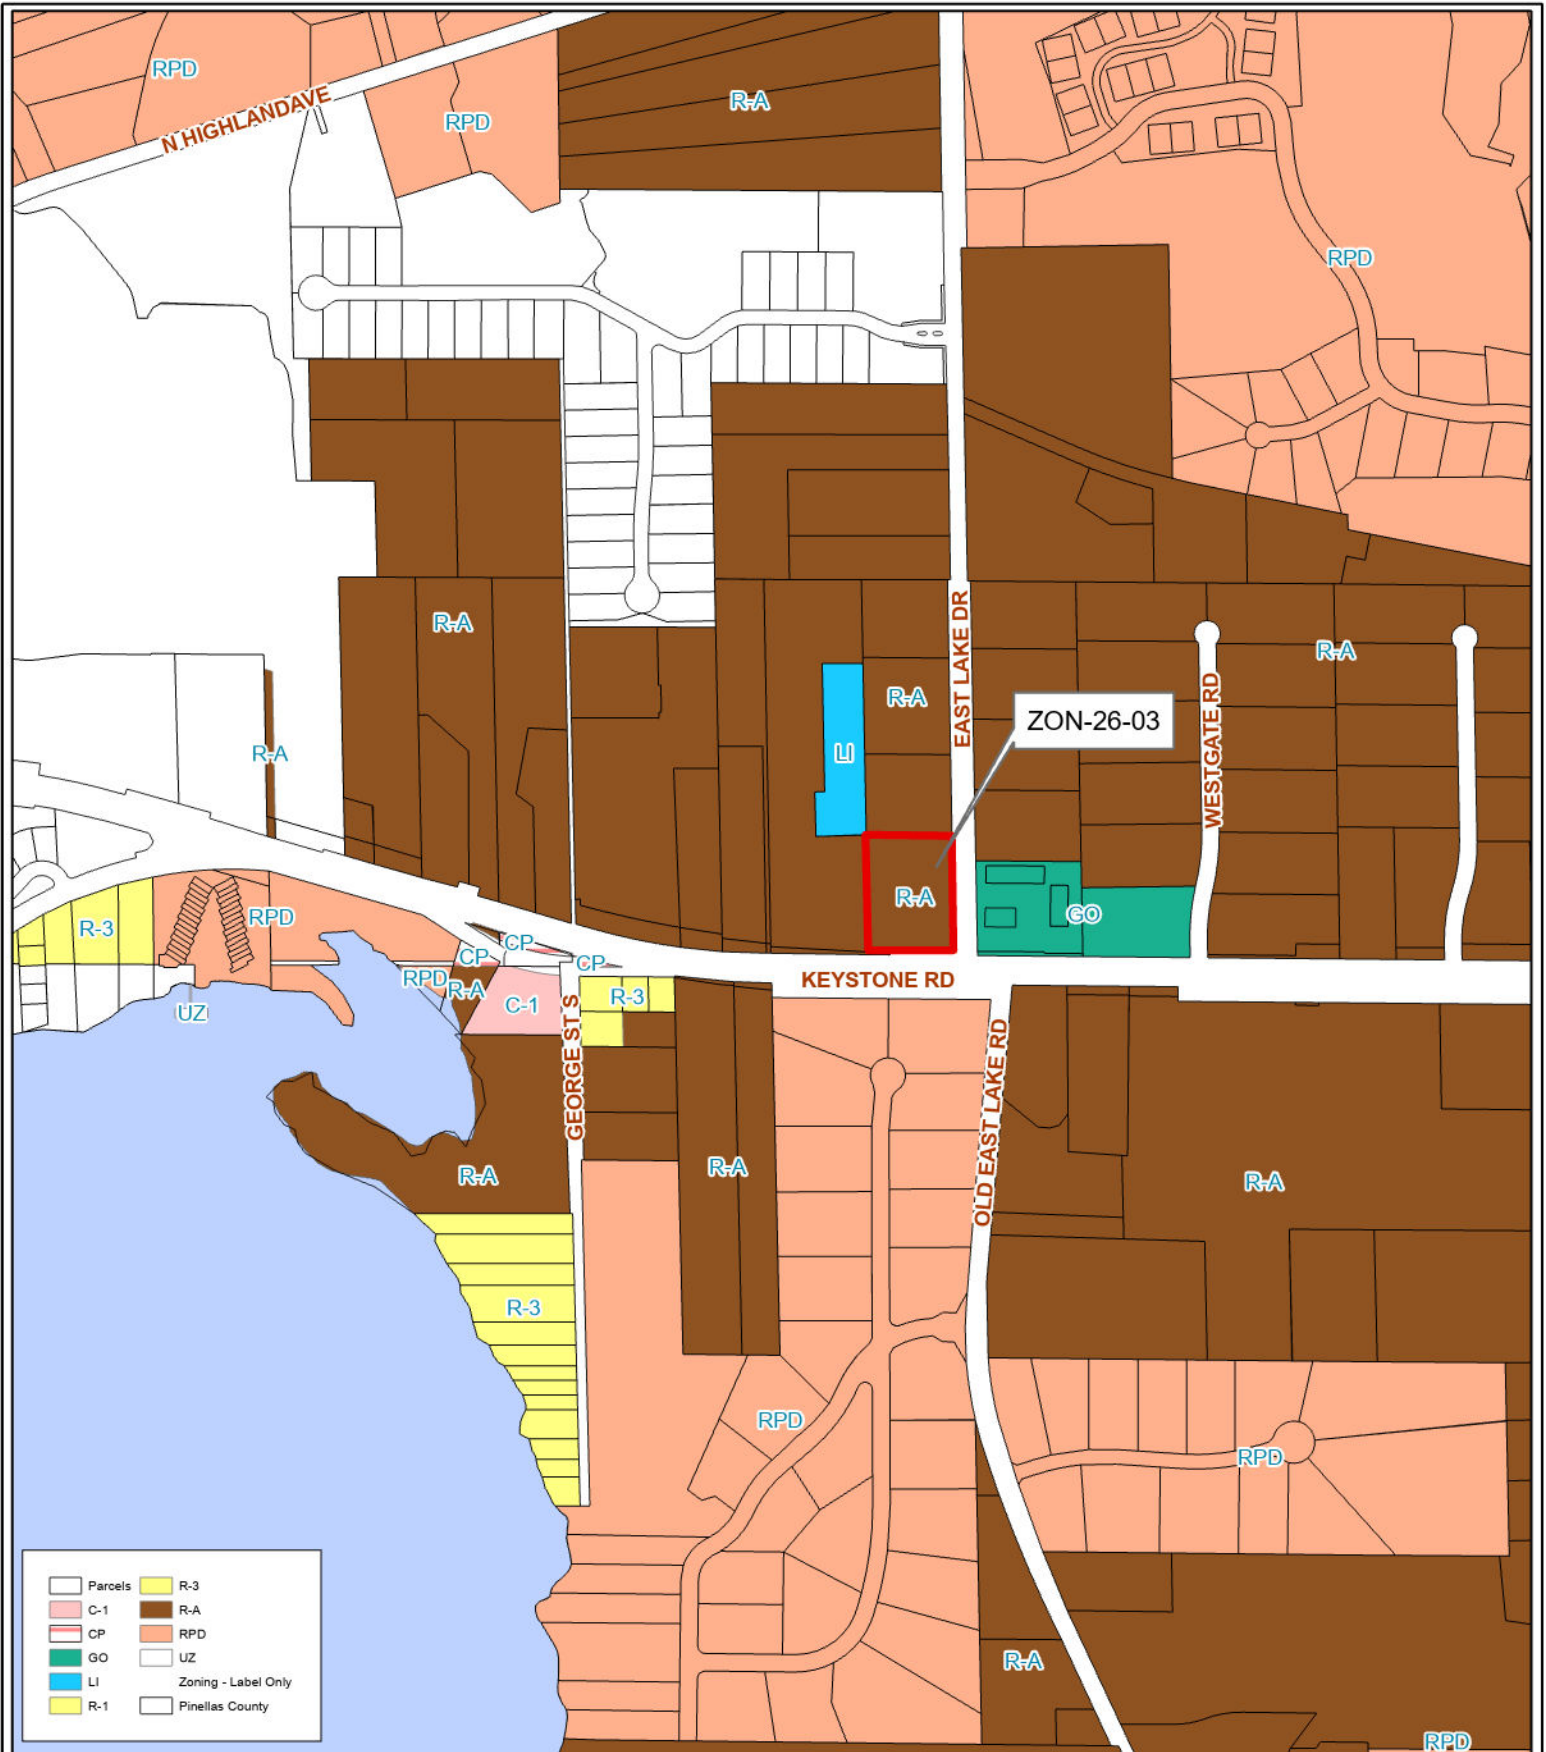 RPD
R-A
RPD
N HIGHLANDAVE
RPD
R-A
EAST LAKE DR
R-A
R-A
WESTGATE RD
ZON-26-03
R-A
LI
R-A
GO
R-3
RPD
CP
CP
CP
RPD
R-A
C-1
R-3
KEYSTONE RD
UZ
GEORGE ST S
OLD EAST LAKE RD
R-A
R-A
R-A
R-3
RPD
RPD
R-A
RPD
Parcels
C-1
CP
GO
LI
R-1
R-3
R-A
RPD
UZ
Zoning - Label Only
Pinellas County